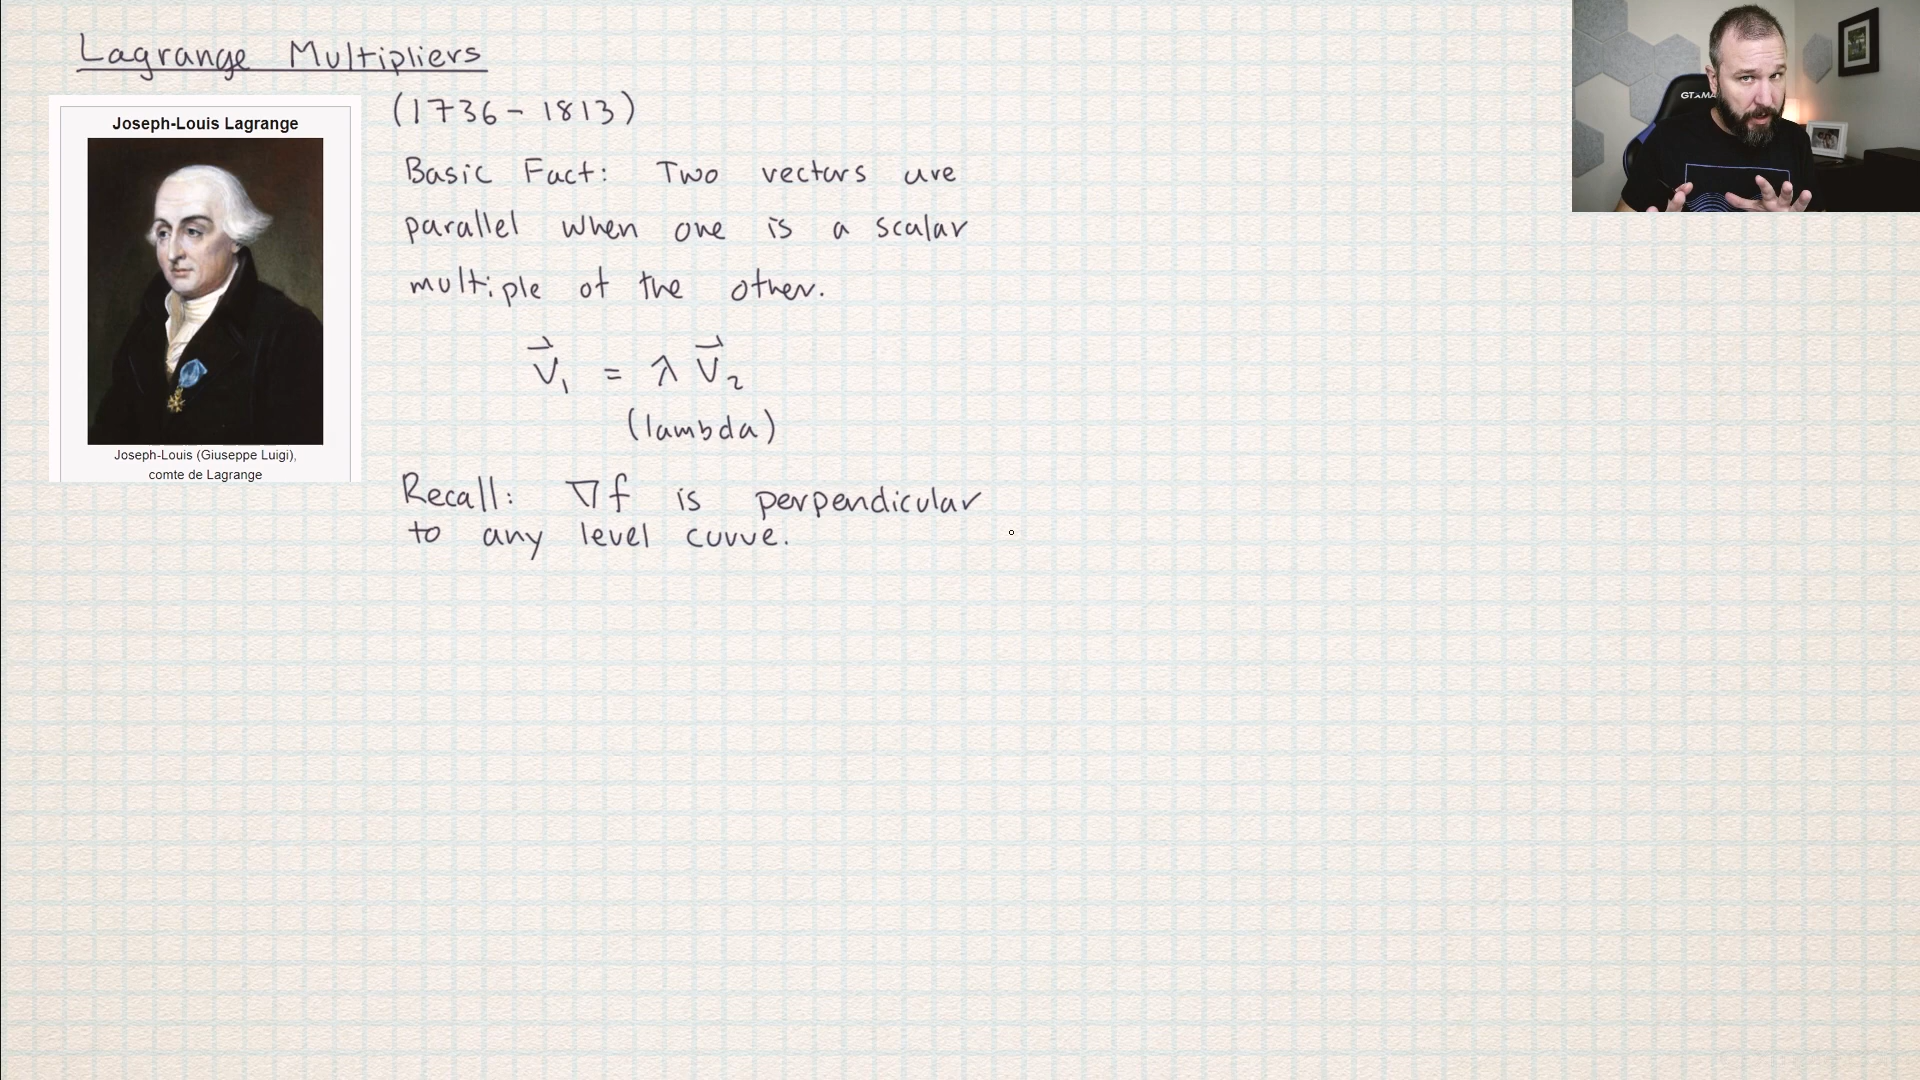 Lagrange Multipliers
Joseph-Louis Lagrange
Joseph-Louis (Giuseppe Luigi),
comte de Lagrange
(1736 - 1813)
Basic Fact: Two vectors are
parallel when one is a scalar
multiple of the other.
V⃗₁ = λ V⃗₂
(lambda)
Recall: ∇f is perpendicular
to any level curve.